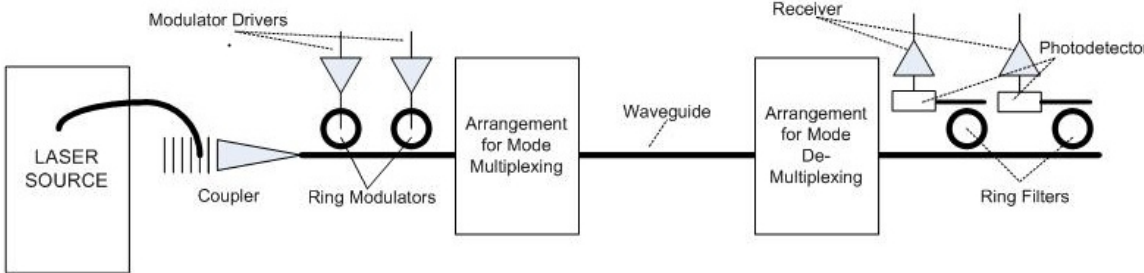 Modulator Drivers
Receiver
Photodetector
LASER
SOURCE
Coupler
Ring Modulators
Arrangement
for Mode
Multiplexing
Waveguide
Arrangement
for Mode
De-
Multiplexing
Ring Filters